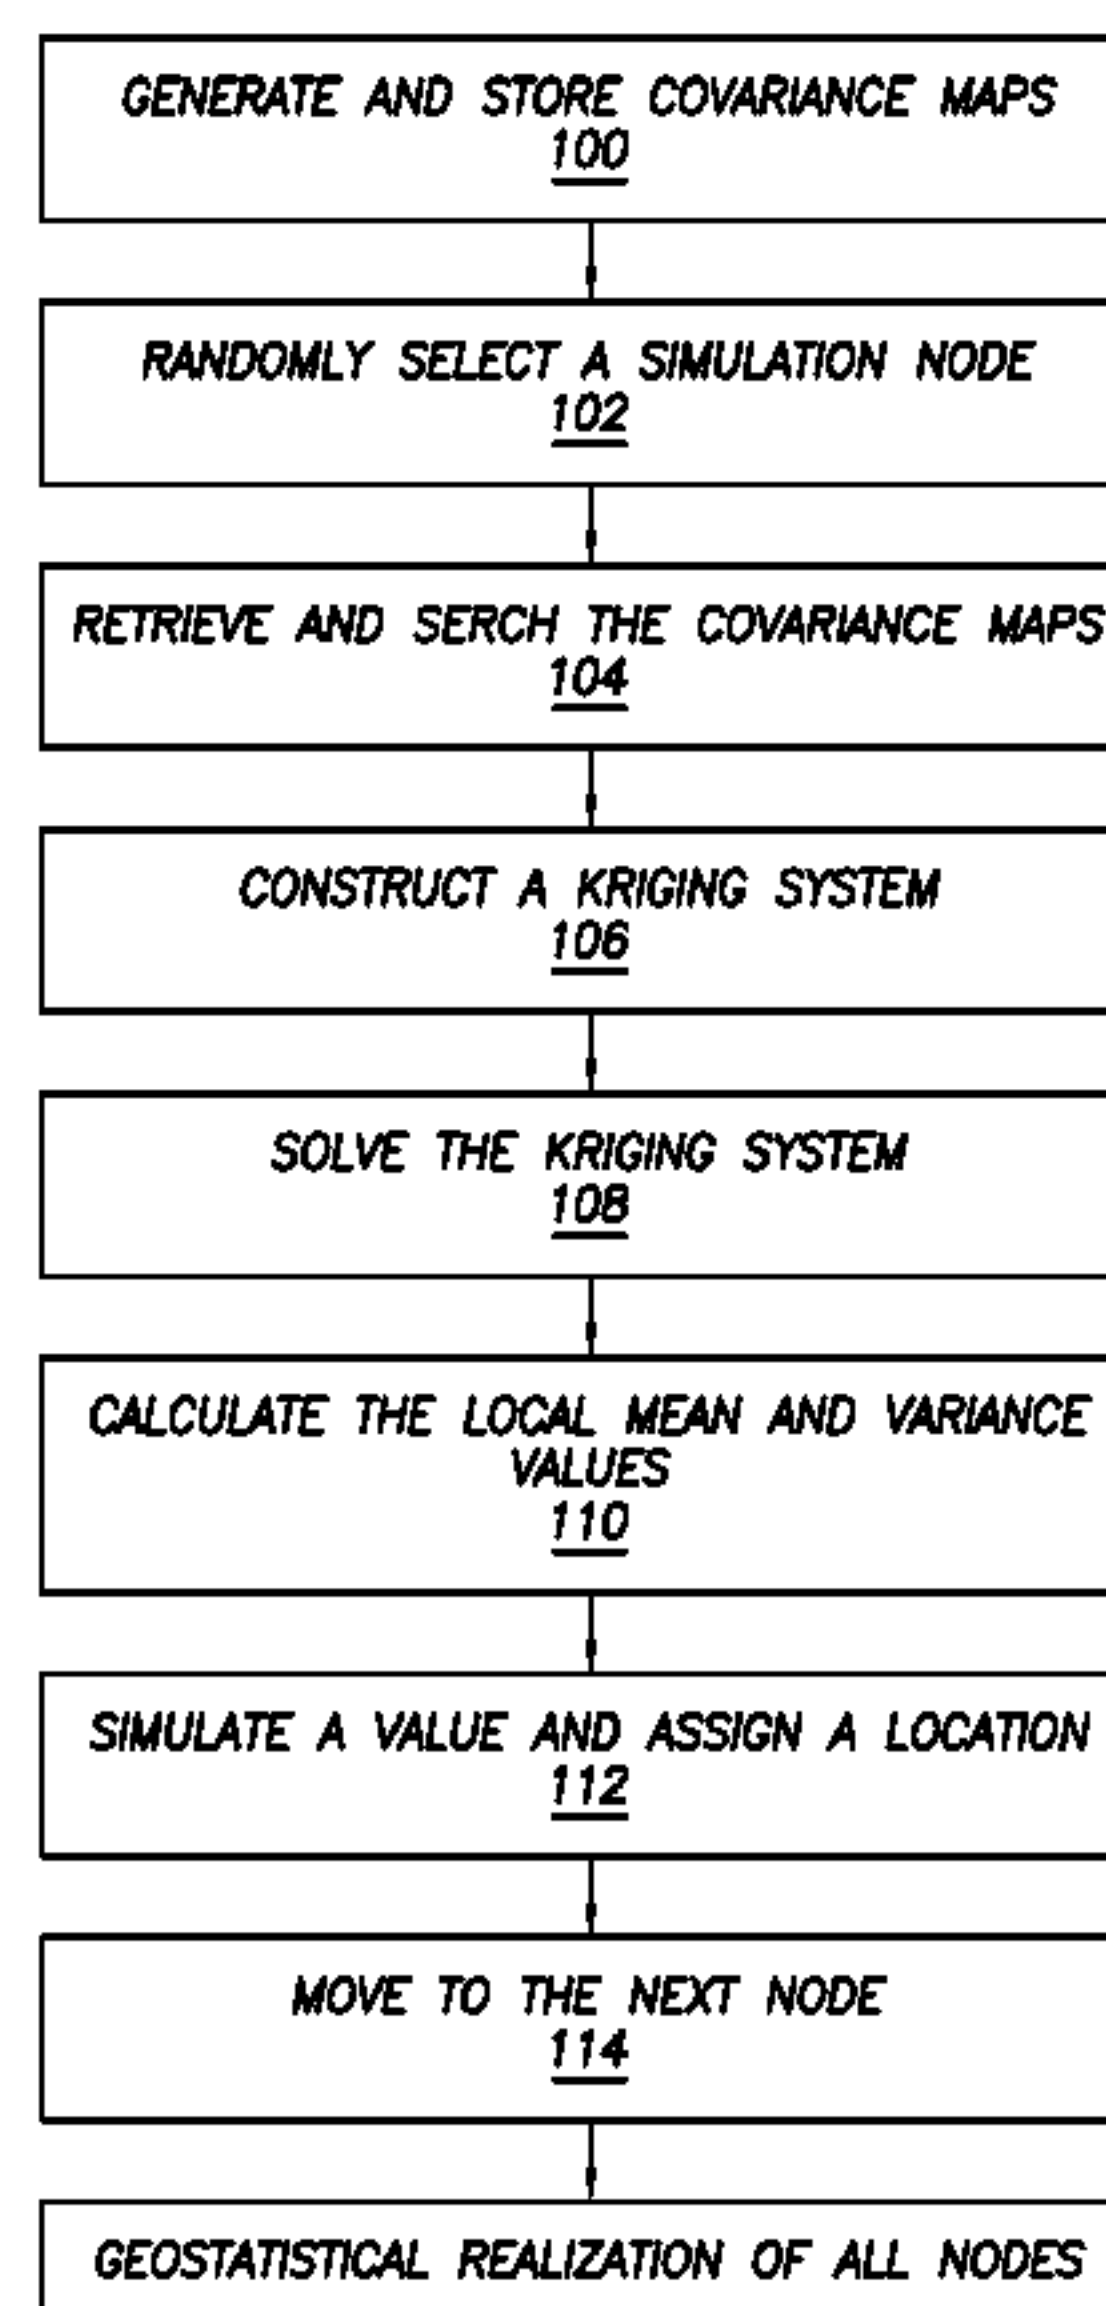 GENERATE AND STORE COVARIANCE MAPS
100
RANDOMLY SELECT A SIMULATION NODE
102
RETRIEVE AND SERCH THE COVARIANCE MAPS
104
CONSTRUCT A KRIGING SYSTEM
106
SOLVE THE KRIGING SYSTEM
108
CALCULATE THE LOCAL MEAN AND VARIANCE
VALUES
110
SIMULATE A VALUE AND ASSIGN A LOCATION
112
MOVE TO THE NEXT NODE
114
GEOSTATISTICAL REALIZATION OF ALL NODES